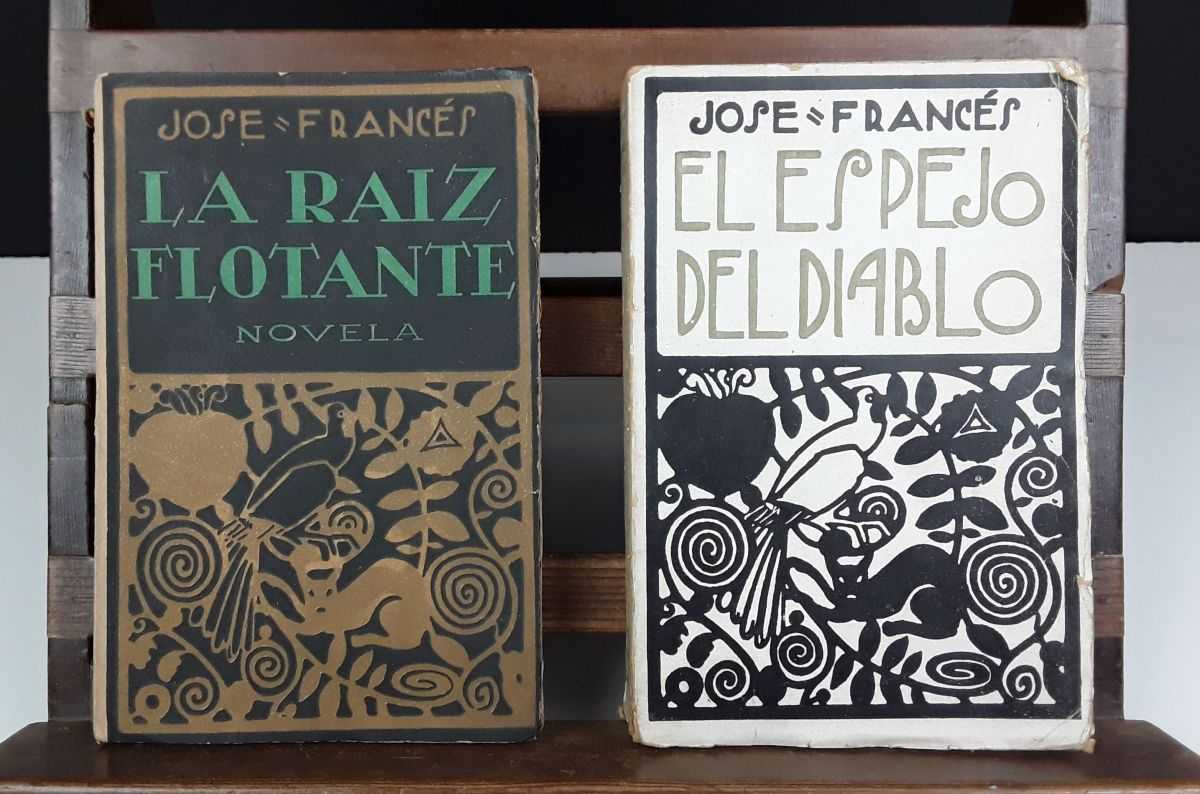 JOSE = FRANCÉS
LA RAIZ
FLOTANTE
NOVELA
JOSE = FRANCÉS
EL ESPEJO
DEL DIABLO